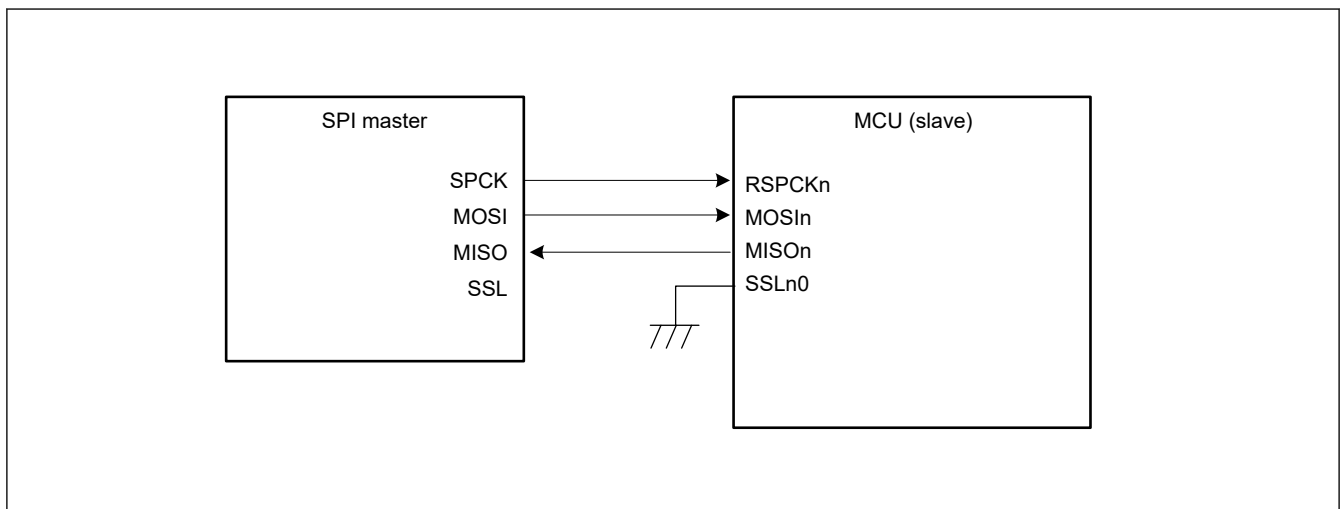 SPI master
SPCK
MOSI
MISO
SSL
MCU (slave)
RSPCKn
MOSIn
MISOn
SSLn0